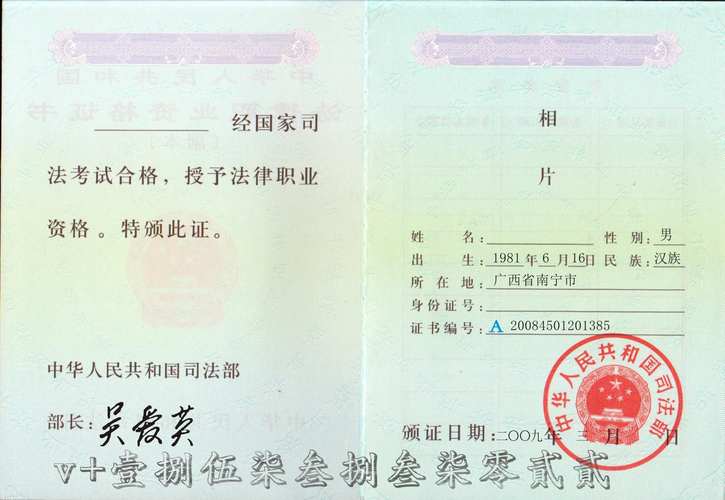 经国家司
法考试合格，授予法律职业
资格。特颁此证。
中华人民共和国司法部
部长：吴爱英
相
片
姓 名： 性 别：男
出 生：1981年6月16日 民 族：汉族
所 在 地：广西省南宁市
身份证号：
证书编号：A 20084501201385
中华人民共和国司法部
颁证日期：二〇〇九年 三 月 日
v+壹捌伍柒叁捌叁柒零贰贰